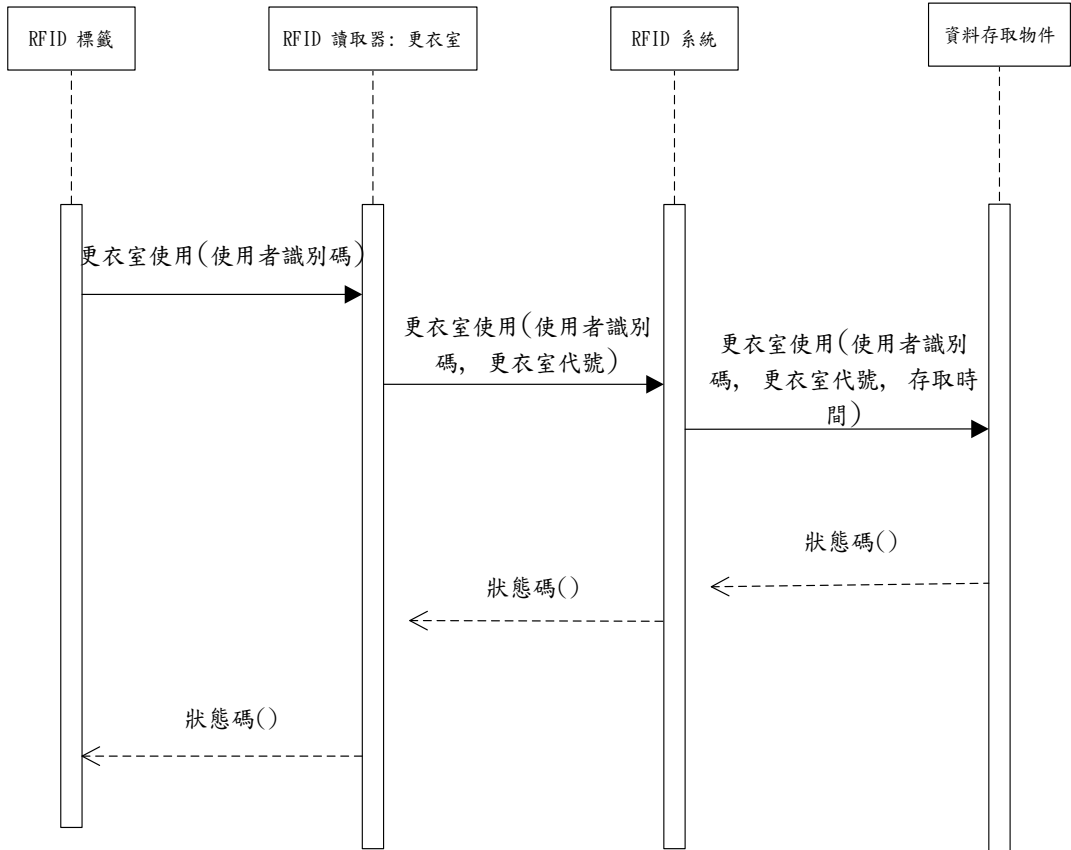 RFID 標籤
RFID 讀取器: 更衣室
RFID 系統
資料存取物件
更衣室使用(使用者識別碼)
更衣室使用(使用者識別
碼, 更衣室代號)
更衣室使用(使用者識別
碼, 更衣室代號, 存取時
間)
狀態碼()
狀態碼()
狀態碼()